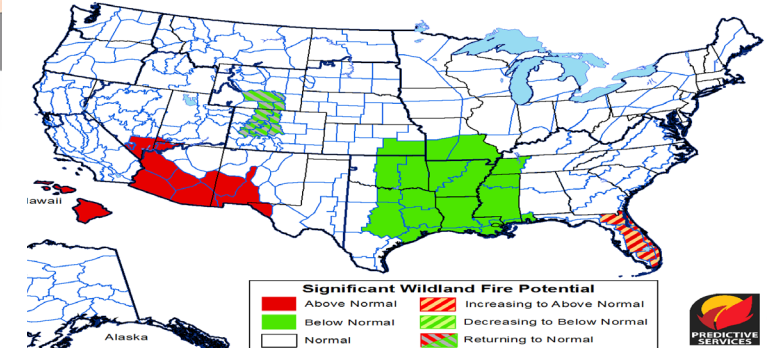 awaii
Alaska
Significant Wildland Fire Potential
Above Normal
Increasing to Above Normal
Below Normal
Decreasing to Below Normal
Normal
Returning to Normal
PREDICTIVE
SERVICES